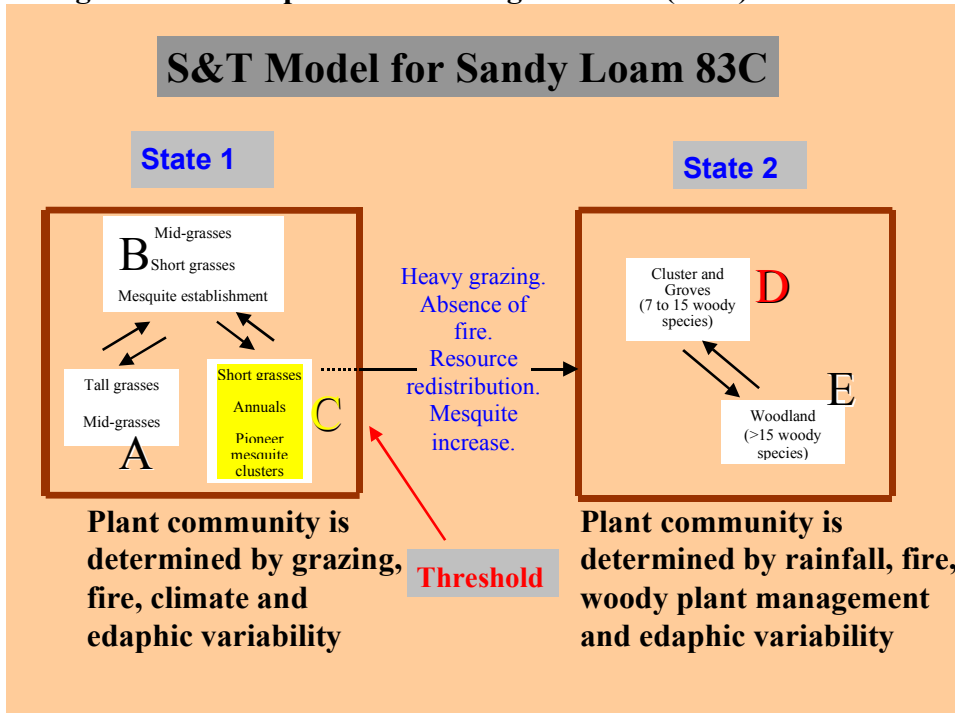 S&T Model for Sandy Loam 83C
State 1
State 2
B
Mid-grasses
Short grasses
Mesquite establishment
Tall grasses
Mid-grasses
A
Short grasses
Annuals
Pioneer
mesquite
clusters
C
Heavy grazing.
Absence of
fire.
Resource
redistribution.
Mesquite
increase.
Cluster and
Groves
(7 to 15 woody
species)
D
E
Woodland
(>15 woody
species)
Plant community is
determined by grazing,
fire, climate and
edaphic variability
Threshold
Plant community is
determined by rainfall, fire,
woody plant management
and edaphic variability